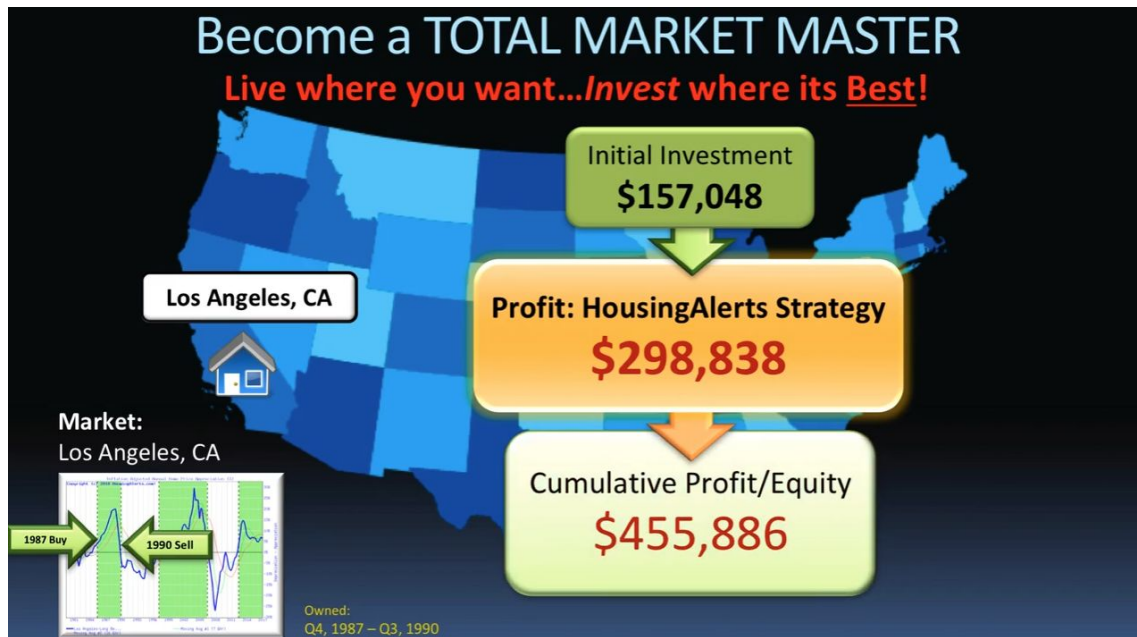 Become a TOTAL MARKET MASTER
Live where you want...Invest where its Best!
Initial Investment
$157,048
Los Angeles, CA
Profit: HousingAlerts Strategy
$298,838
Market:
Los Angeles, CA
Cumulative Profit/Equity
$455,886
1987 Buy
1990 Sell
Owned:
Q4, 1987 – Q3, 1990